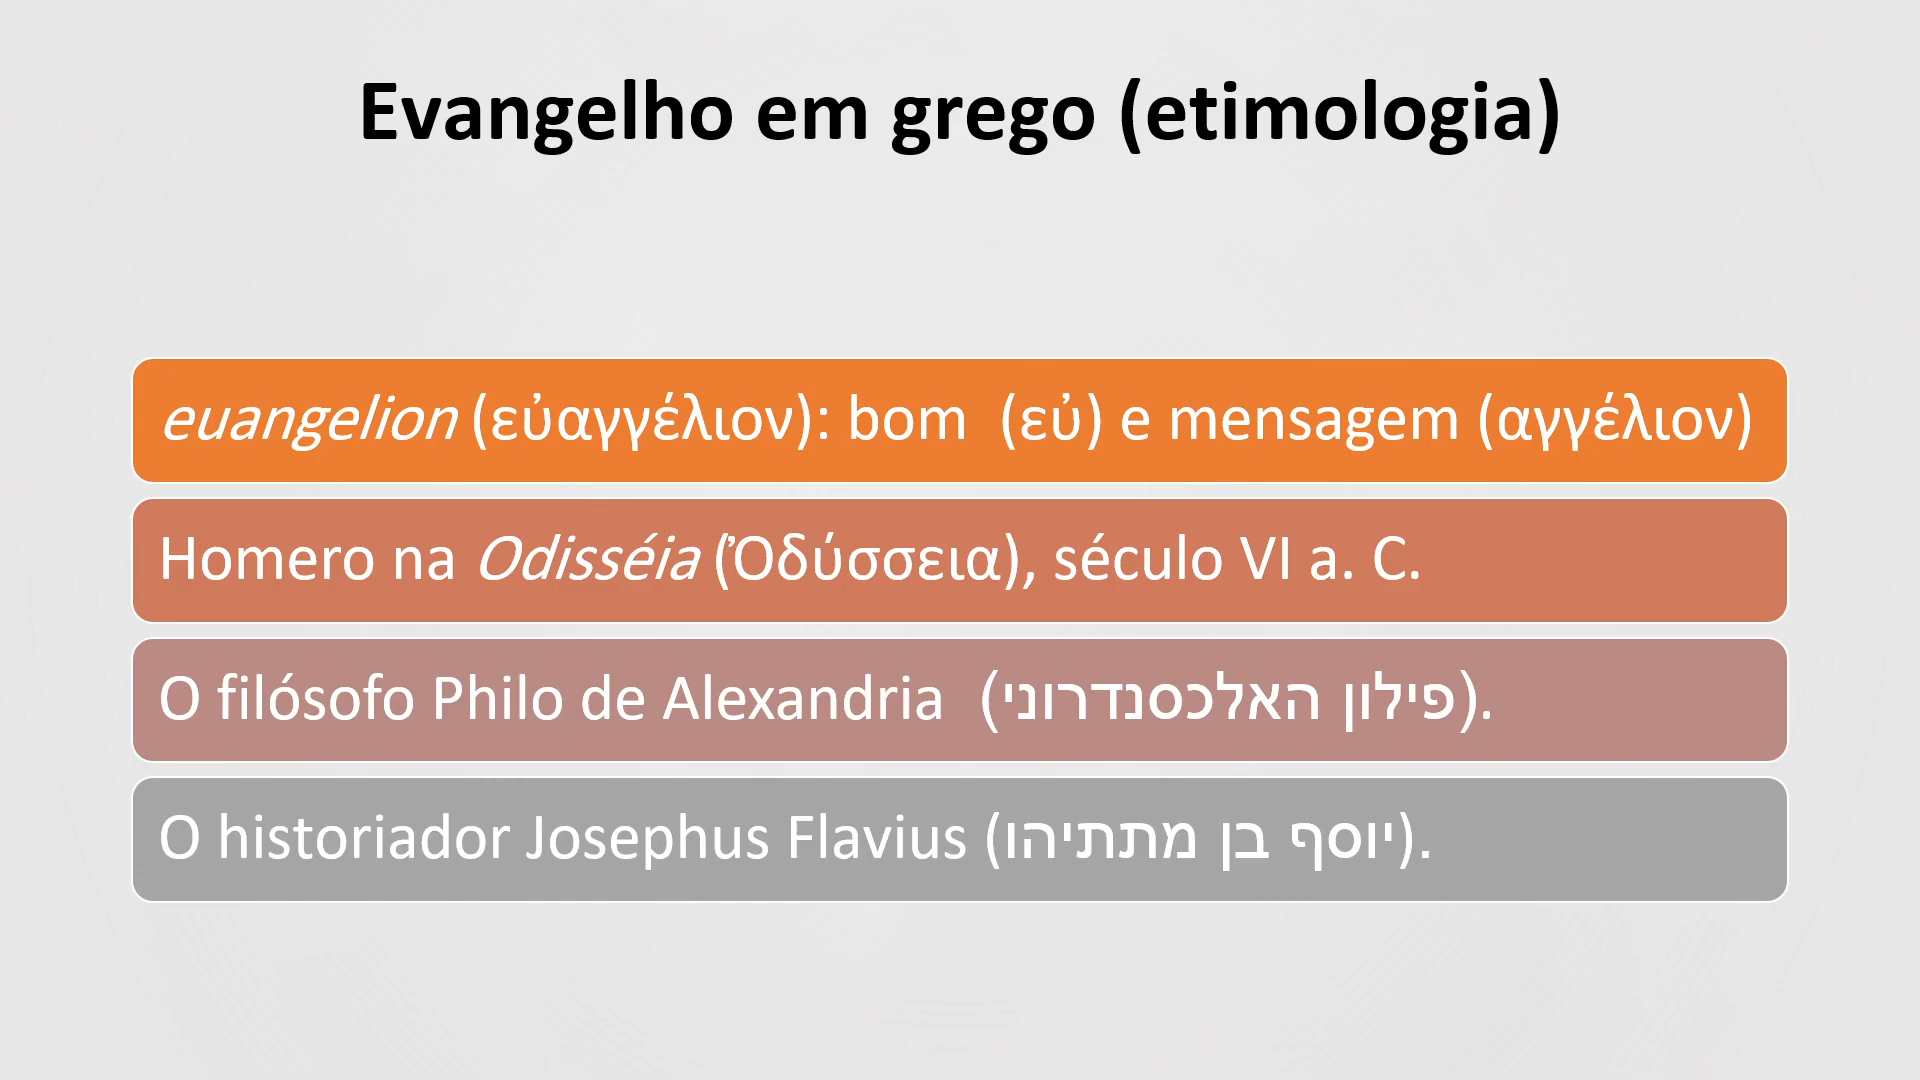 Evangelho em grego (etimologia)
euangelion (εὐαγγέλιον): bom  (εὐ) e mensagem (αγγέλιον)
Homero na Odisséia (Ὀδύσσεια), século VI a. C.
O filósofo Philo de Alexandria  (פילון האלכסנדרוני).
O historiador Josephus Flavius (יוסף בן מתתיהו).